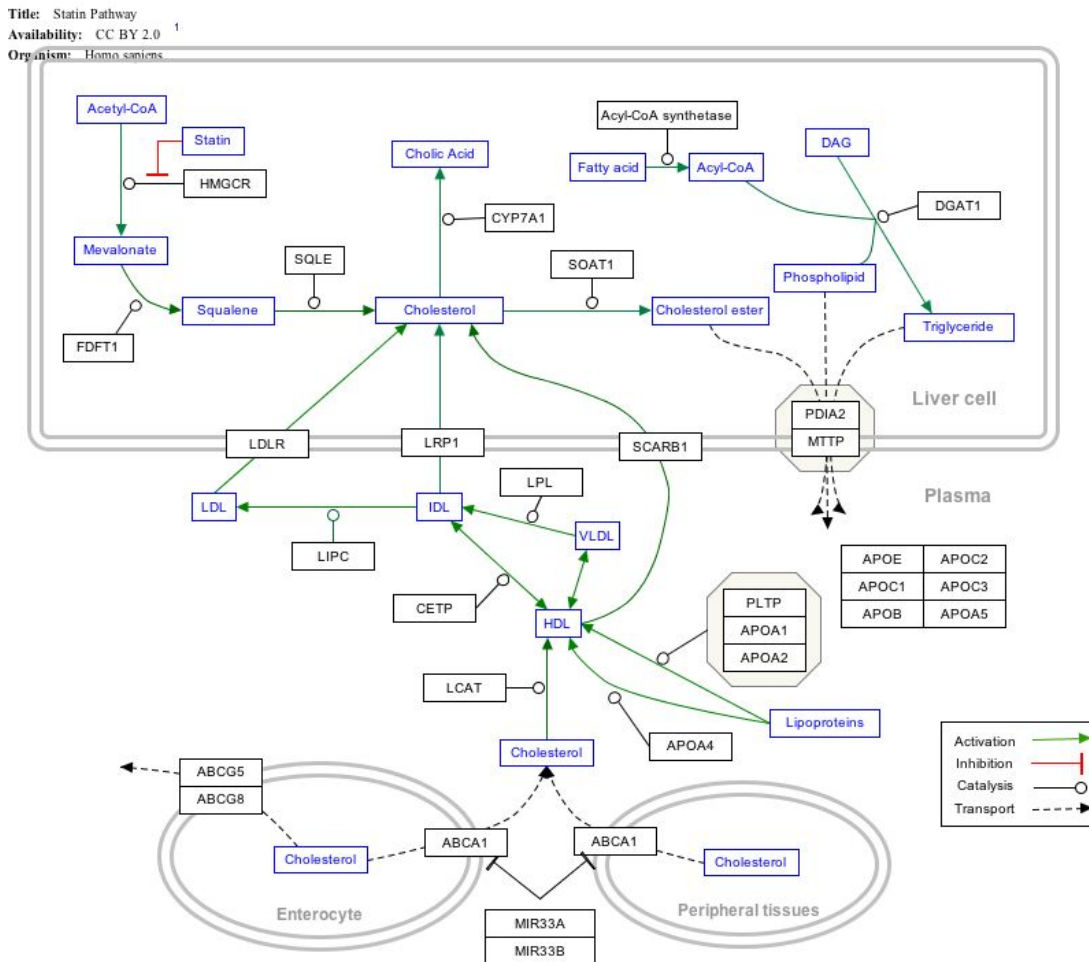 Title: Statin Pathway
Availability: CC BY 2.0 1
Organism: Homo sapiens
Acetyl-CoA
Acyl-CoA synthetase
Statin
DAG
Cholic Acid
Fatty acid
Acyl-CoA
HMGCR
DGAT1
CYP7A1
Mevalonate
SQLE
SOAT1
Phospholipid
Squalene
Cholesterol
Cholesterol ester
Triglyceride
FDFT1
Liver cell
PDIA2
MTTP
LDLR
LRP1
SCARB1
LPL
Plasma
LDL
IDL
VLDL
LIPC
APOE APOC2
APOC1 APOC3
APOB APOA5
CETP
PLTP
APOA1
APOA2
HDL
LCAT
Lipoproteins
APOA4
Cholesterol
Activation
Inhibition
Catalysis
Transport
ABCG5
ABCG8
ABCA1
ABCA1
Cholesterol
Cholesterol
Enterocyte
Peripheral tissues
MIR33A
MIR33B